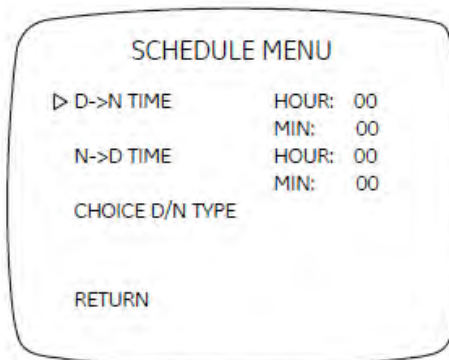 SCHEDULE MENU
D->N TIME HOUR: 00
MIN: 00
N->D TIME HOUR: 00
MIN: 00
CHOICE D/N TYPE
RETURN